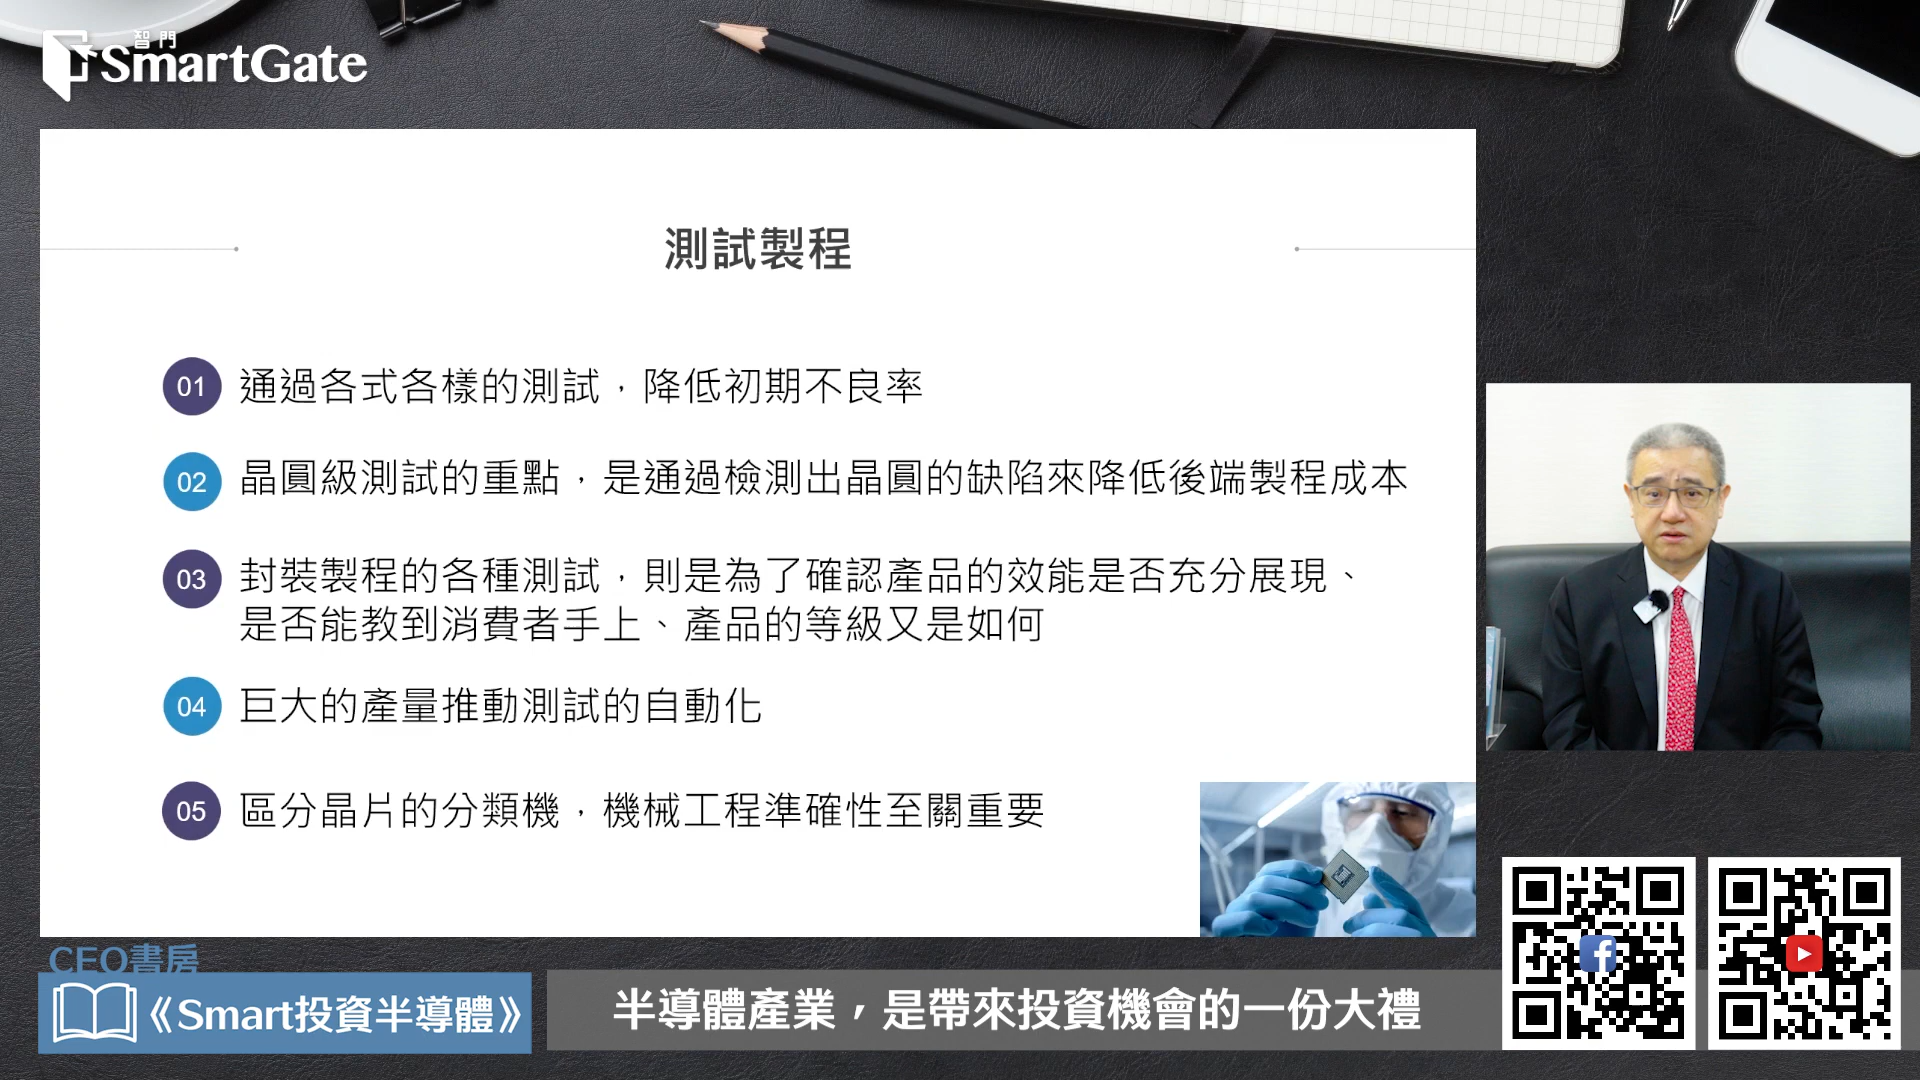 智門
SmartGate
測試製程
01 通過各式各樣的測試，降低初期不良率
02 晶圓級測試的重點，是通過檢測出晶圓的缺陷來降低後端製程成本
03 封裝製程的各種測試，則是為了確認產品的效能是否充分展現、
是否能教到消費者手上、產品的等級又是如何
04 巨大的產量推動測試的自動化
05 區分晶片的分類機，機械工程準確性至關重要
CEO書房
《Smart投資半導體》
半導體產業，是帶來投資機會的一份大禮